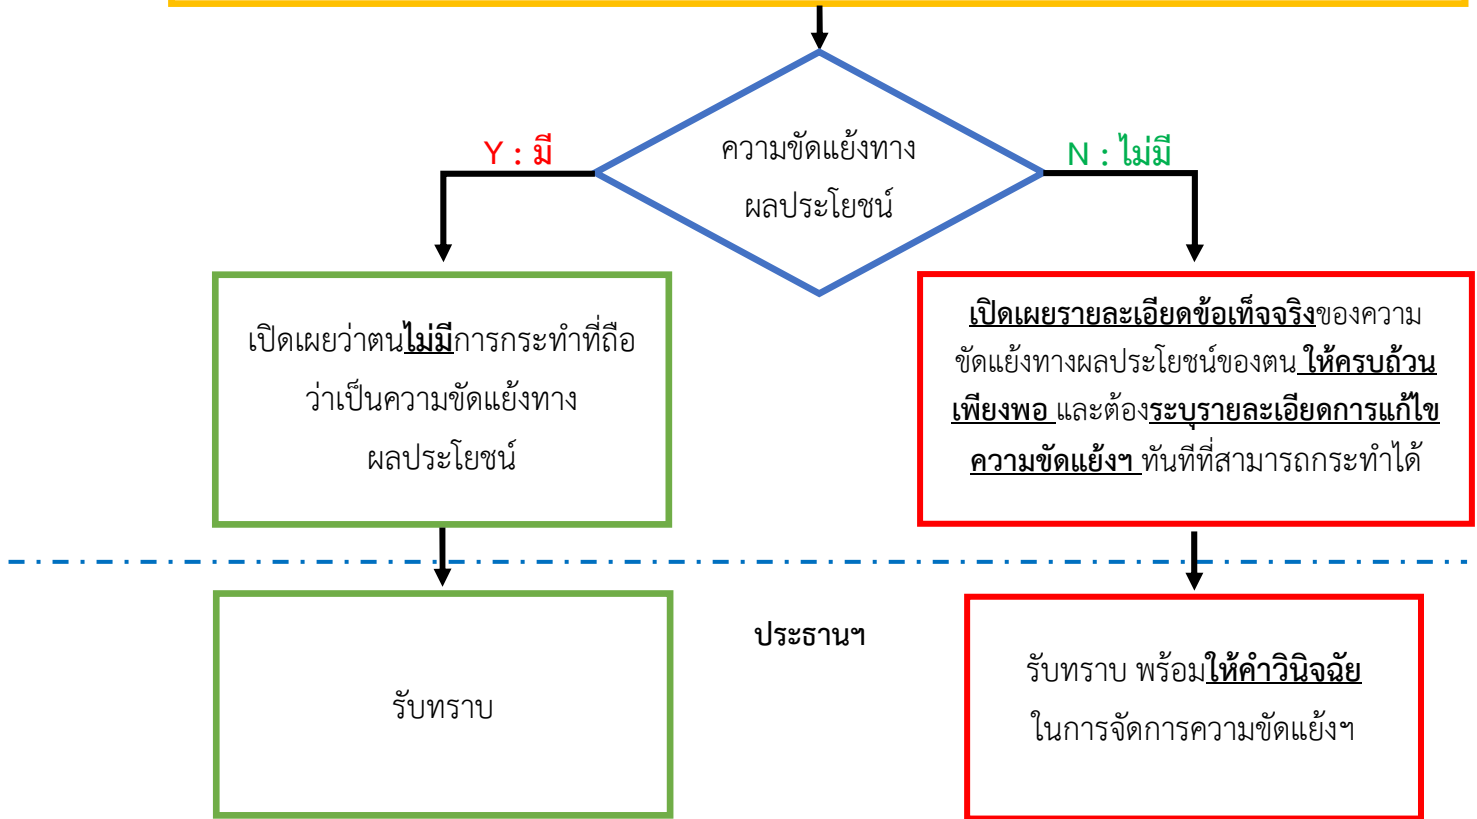 ความขัดแย้งทาง
ผลประโยชน์
Y : มี
N : ไม่มี
เปิดเผยว่าตนไม่มีการกระทำที่ถือ
ว่าเป็นความขัดแย้งทาง
ผลประโยชน์
เปิดเผยรายละเอียดข้อเท็จจริงของความ
ขัดแย้งทางผลประโยชน์ของตน ให้ครบถ้วน
เพียงพอ และต้องระบุรายละเอียดการแก้ไข
ความขัดแย้งฯ ทันทีที่สามารถกระทำได้
ประธานฯ
รับทราบ
รับทราบ พร้อมให้คำวินิจฉัย
ในการจัดการความขัดแย้งฯ